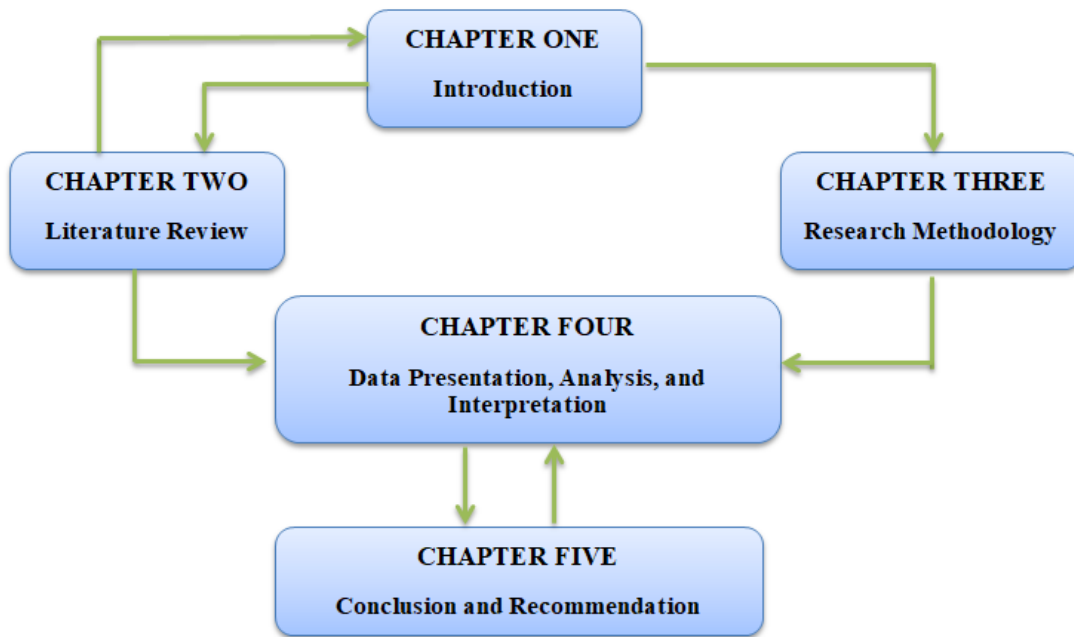 CHAPTER ONE
Introduction
CHAPTER TWO
Literature Review
CHAPTER THREE
Research Methodology
CHAPTER FOUR
Data Presentation, Analysis, and
Interpretation
CHAPTER FIVE
Conclusion and Recommendation